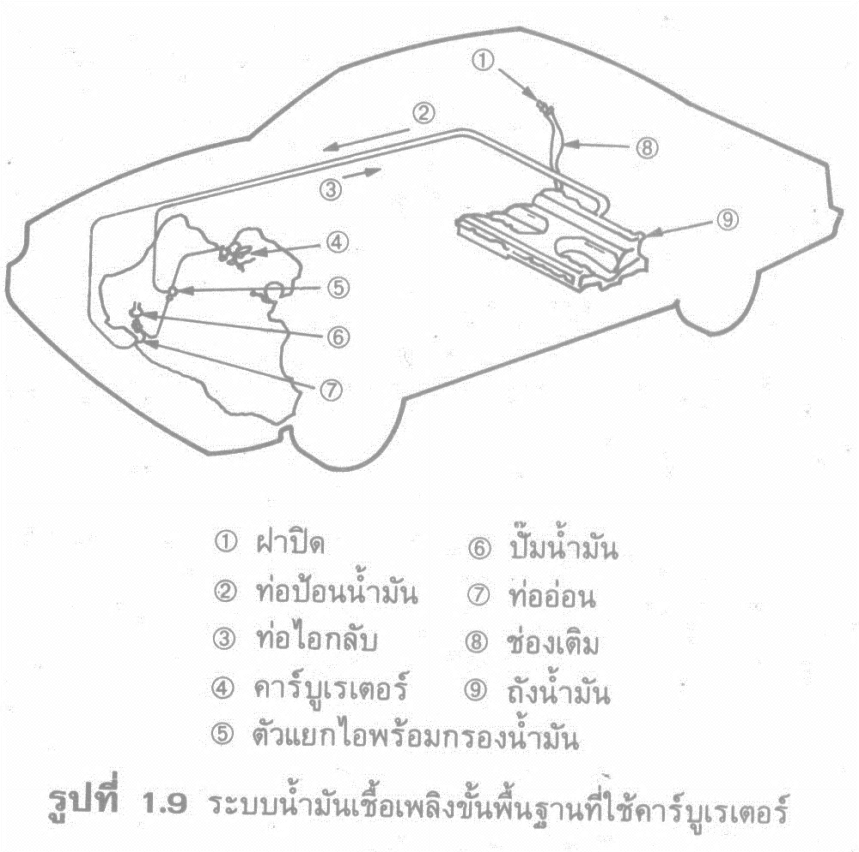 ①
②
⑧
③
⑨
④
⑤
⑥
⑦
① ฝาปิด
② ท่อป้อนน้ำมัน
③ ท่อไอกลับ
④ คาร์บูเรเตอร์
⑤ ตัวแยกไอพร้อมกรองน้ำมัน
⑥ ปั๊มน้ำมัน
⑦ ท่ออ่อน
⑧ ช่องเติม
⑨ ถังน้ำมัน
รูปที่ 1.9 ระบบน้ำมันเชื้อเพลิงขั้นพื้นฐานที่ใช้คาร์บูเรเตอร์